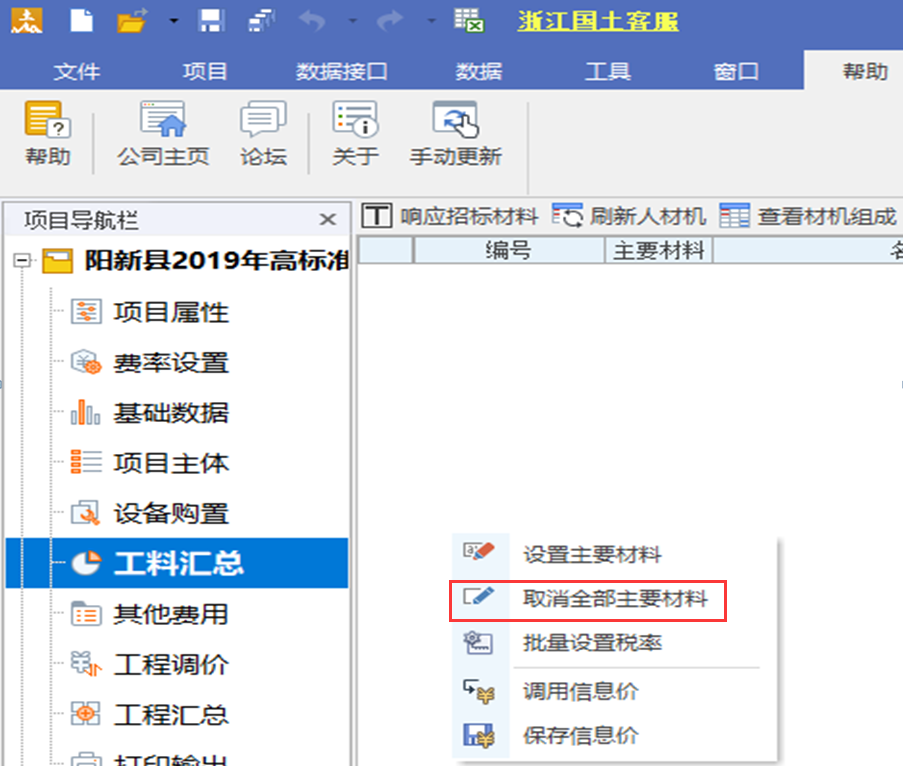 浙江国土客服
文件 项目 数据接口 数据 工具 窗口 帮助
帮助 公司主页 论坛 关于 手动更新
项目导航栏
响应招标材料 刷新人材机 查看材机组成
编号 主要材料
阳新县2019年高标准
项目属性
费率设置
基础数据
项目主体
设备购置
工料汇总
其他费用
工程调价
工程汇总
打印输出
设置主要材料
取消全部主要材料
批量设置税率
调用信息价
保存信息价